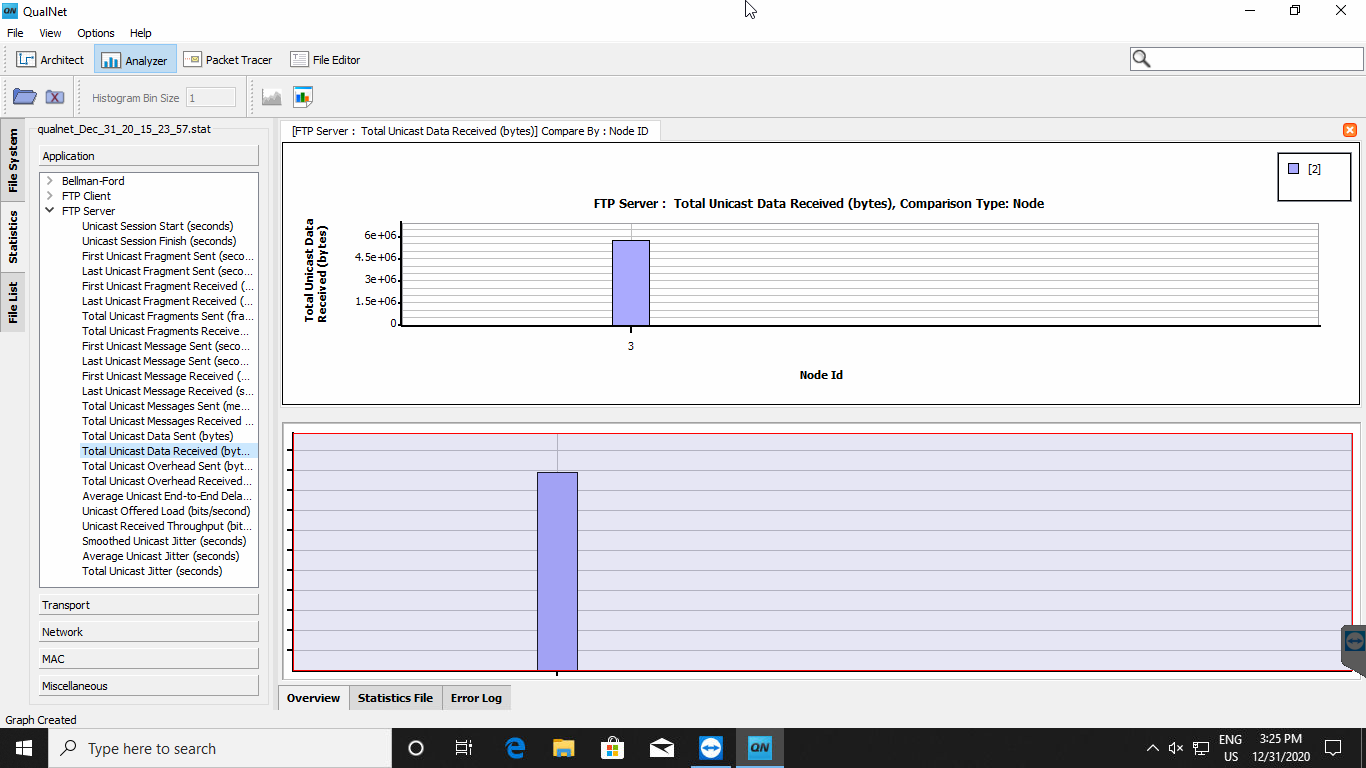 QualNet
File View Options Help
Architect Analyzer Packet Tracer File Editor
Histogram Bin Size 1
File System
Statistics
File List
qualnet_Dec_31_20_15_23_57.stat
Application
Bellman-Ford
FTP Client
FTP Server
Unicast Session Start (seconds)
Unicast Session Finish (seconds)
First Unicast Fragment Sent (seco...
Last Unicast Fragment Sent (seco...
First Unicast Fragment Received (...
Last Unicast Fragment Received (...
Total Unicast Fragments Sent (fra...
Total Unicast Fragments Receive...
First Unicast Message Sent (seco...
Last Unicast Message Sent (seco...
First Unicast Message Received (...
Last Unicast Message Received (s...
Total Unicast Messages Sent (me...
Total Unicast Messages Received ...
Total Unicast Data Sent (bytes)
Total Unicast Data Received (byt...
Total Unicast Overhead Sent (byt...
Total Unicast Overhead Received...
Average Unicast End-to-End Dela...
Unicast Offered Load (bits/second)
Unicast Received Throughput (bit...
Smoothed Unicast Jitter (seconds)
Average Unicast Jitter (seconds)
Total Unicast Jitter (seconds)
Transport
Network
MAC
Miscellaneous
[FTP Server : Total Unicast Data Received (bytes)] Compare By : Node ID
[2]
FTP Server : Total Unicast Data Received (bytes), Comparison Type: Node
Total Unicast Data
Received (bytes)
6e+06
4.5e+06
3e+06
1.5e+06
0
3
Node Id
Overview Statistics File Error Log
Graph Created
Type here to search
QN
ENG
US
3:25 PM
12/31/2020